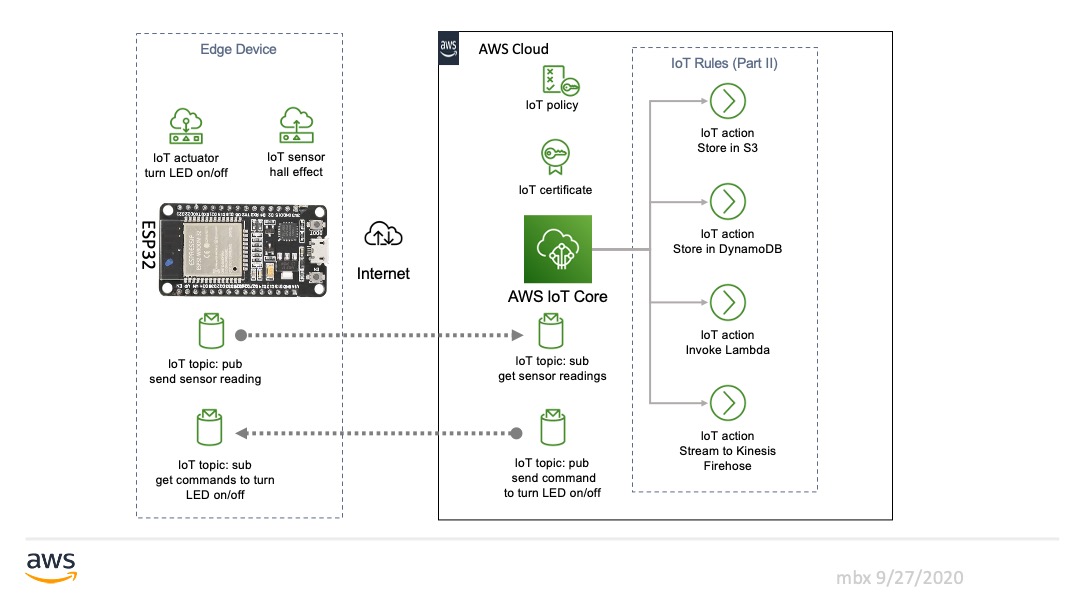 Edge Device
IoT actuator
turn LED on/off
IoT sensor
hall effect
ESP32
Internet
IoT topic: pub
send sensor reading
IoT topic: sub
get commands to turn
LED on/off
aws
AWS Cloud
IoT policy
IoT certificate
AWS IoT Core
IoT topic: sub
get sensor readings
IoT topic: pub
send command
to turn LED on/off
IoT Rules (Part II)
IoT action
Store in S3
IoT action
Store in DynamoDB
IoT action
Invoke Lambda
IoT action
Stream to Kinesis
Firehose
aws
mbx 9/27/2020